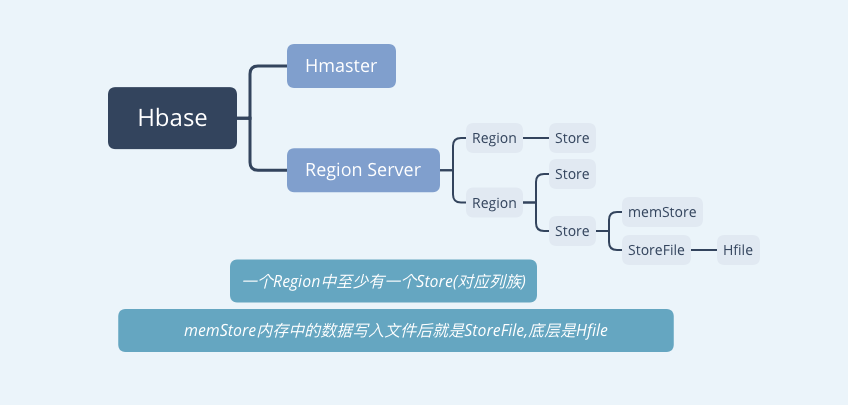 Hbase
Hmaster
Region Server
Region
Store
Region
Store
Store
memStore
StoreFile
Hfile
一个Region中至少有一个Store(对应列族)
memStore内存中的数据写入文件后就是StoreFile,底层是Hfile